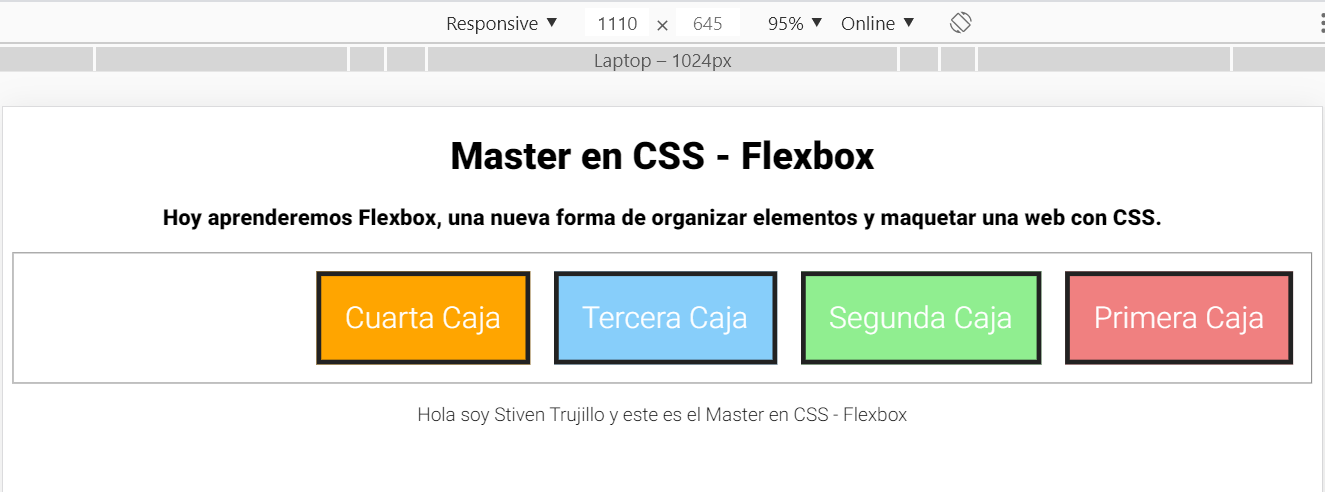 Responsive ▼ 1110 × 645 95% ▼ Online ▼
Laptop – 1024px
Master en CSS - Flexbox
Hoy aprenderemos Flexbox, una nueva forma de organizar elementos y maquetar una web con CSS.
Cuarta Caja Tercera Caja Segunda Caja Primera Caja
Hola soy Stiven Trujillo y este es el Master en CSS - Flexbox